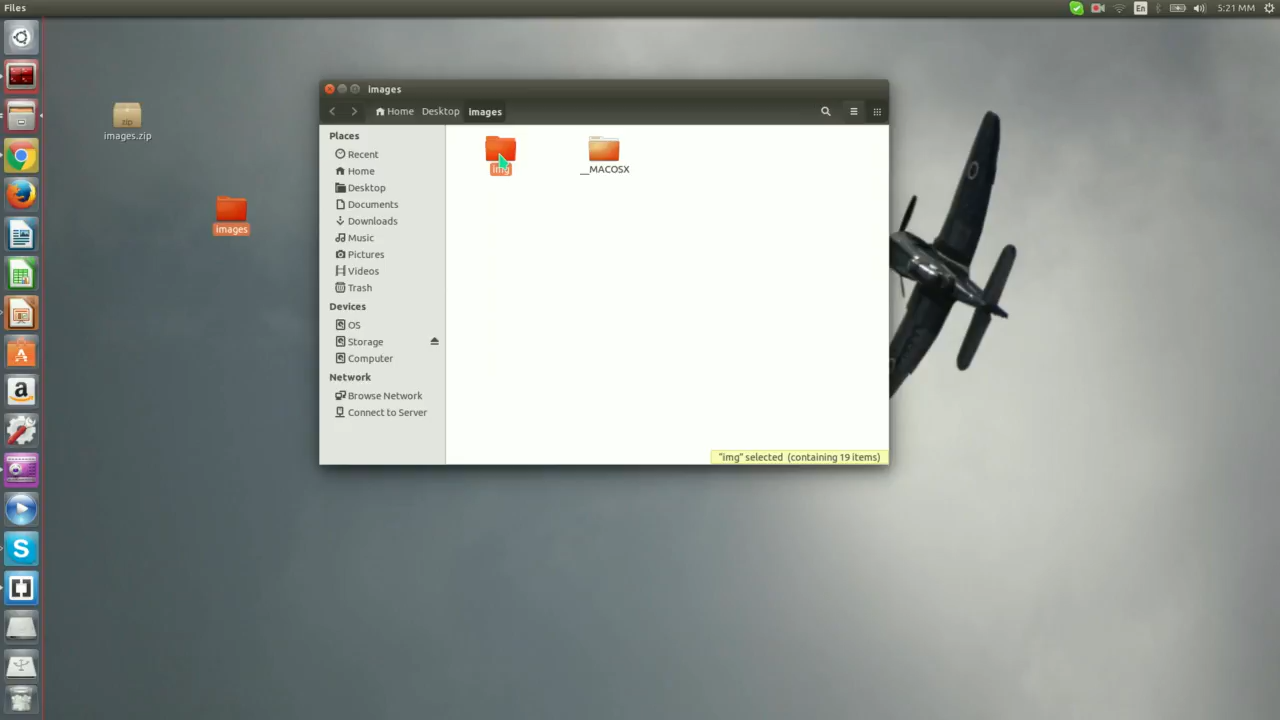 Files
En
5:21 MM
images.zip
zip
images
images
Home
Desktop
images
Places
Recent
Home
Desktop
Documents
Downloads
Music
Pictures
Videos
Trash
Devices
OS
Storage
Computer
Network
Browse Network
Connect to Server
img
__MACOSX
"img" selected (containing 19 items)